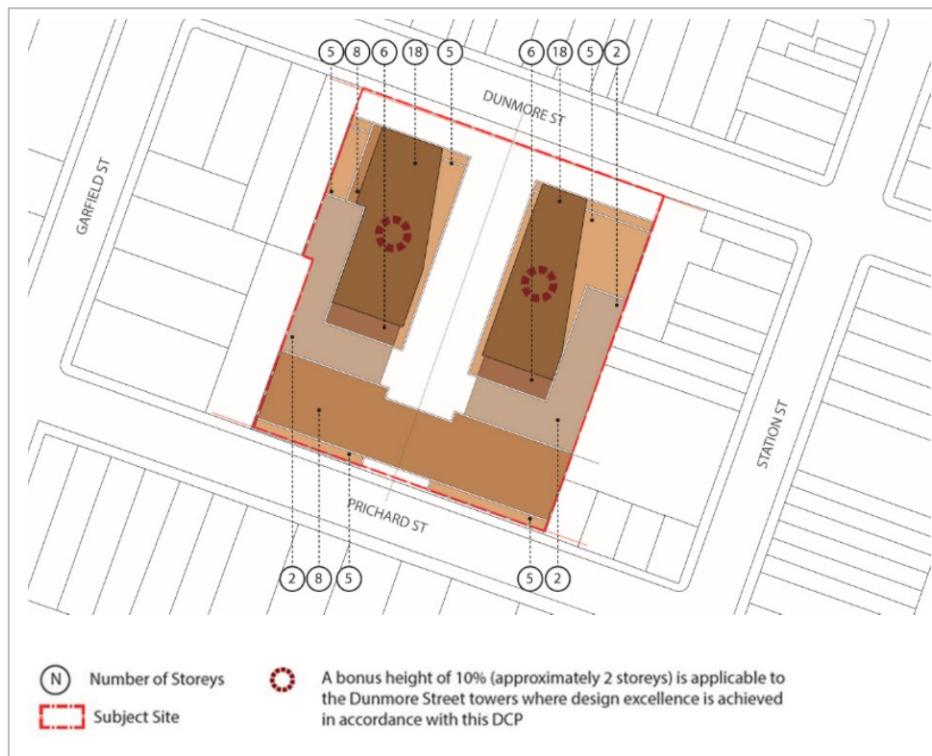 5 8 6 18 5 6 18 5 2
DUNMORE ST
GARFIELD ST
STATION ST
PRICHARD ST
2 8 5 5 2
N Number of Storeys
Subject Site
A bonus height of 10% (approximately 2 storeys) is applicable to
the Dunmore Street towers where design excellence is achieved
in accordance with this DCP